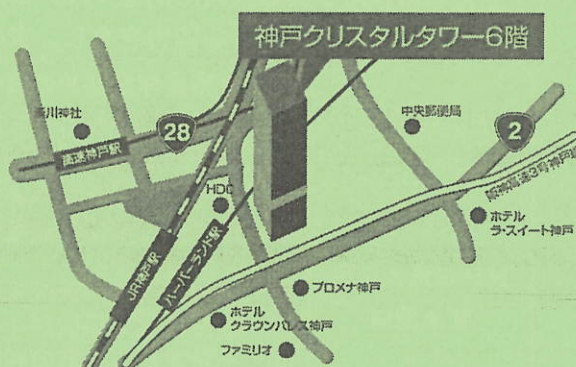 神戸クリスタルタワー6階
湊川神社
28
高速神戸駅
中央郵便局
2
阪神高速3号神戸線
HDC
ホテル
ラ・スイート神戸
JR神戸駅
ハーバーランド駅
プロメナ神戸
ホテル
クラウンパレス神戸
ファミリオ